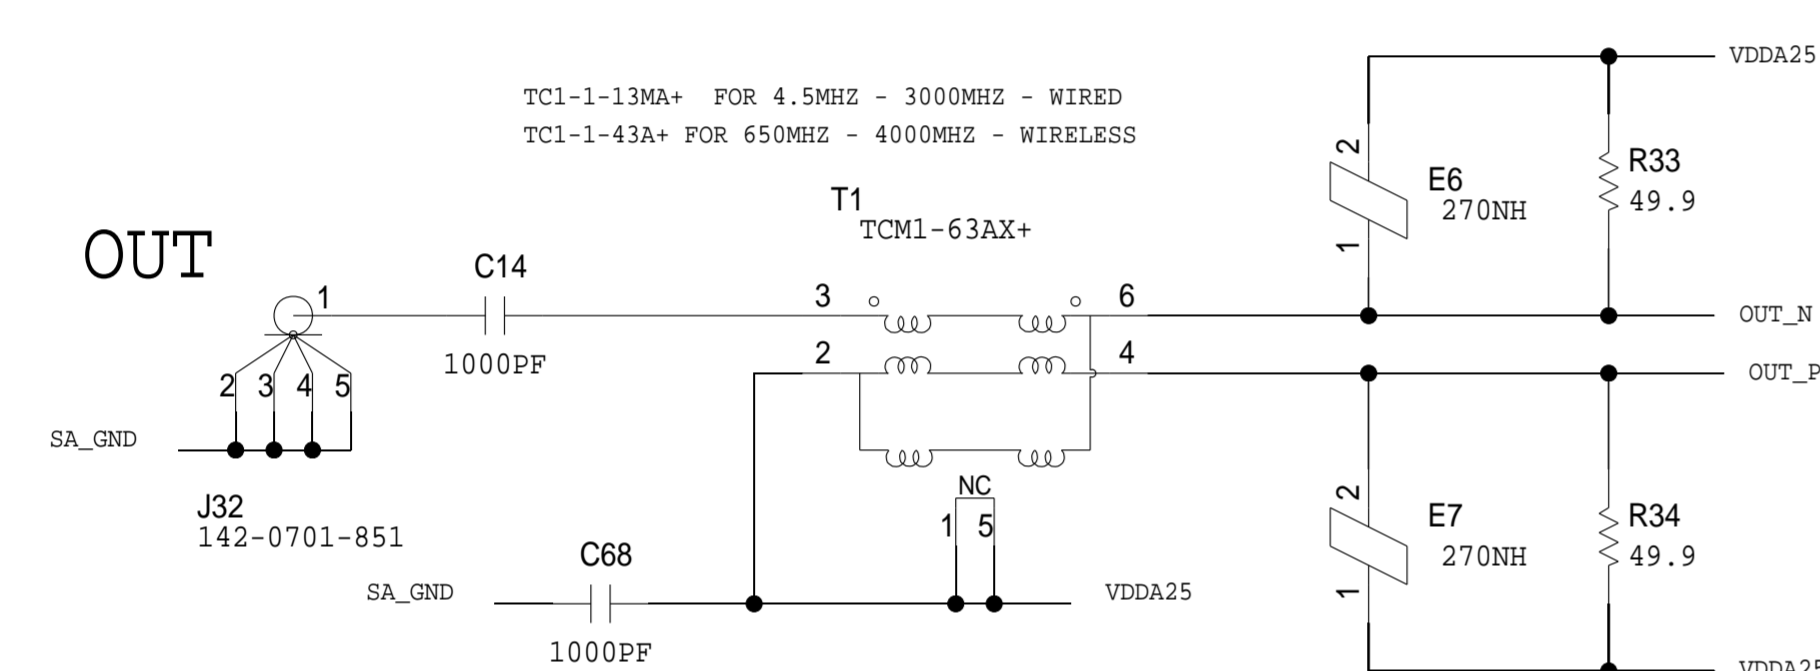 VDDA25
TC1-1-13MA+ FOR 4.5MHZ - 3000MHZ - WIRED
TC1-1-43A+ FOR 650MHZ - 4000MHZ - WIRELESS
2
E6
270NH
1
R33
49.9
T1
TCM1-63AX+
OUT
C14
1
1000PF
3
6
OUT_N
2
4
OUT_P
2 3 4 5
SA_GND
J32
142-0701-851
NC
1 5
2
E7
270NH
1
R34
49.9
C68
SA_GND
VDDA25
1000PF
VDDA25